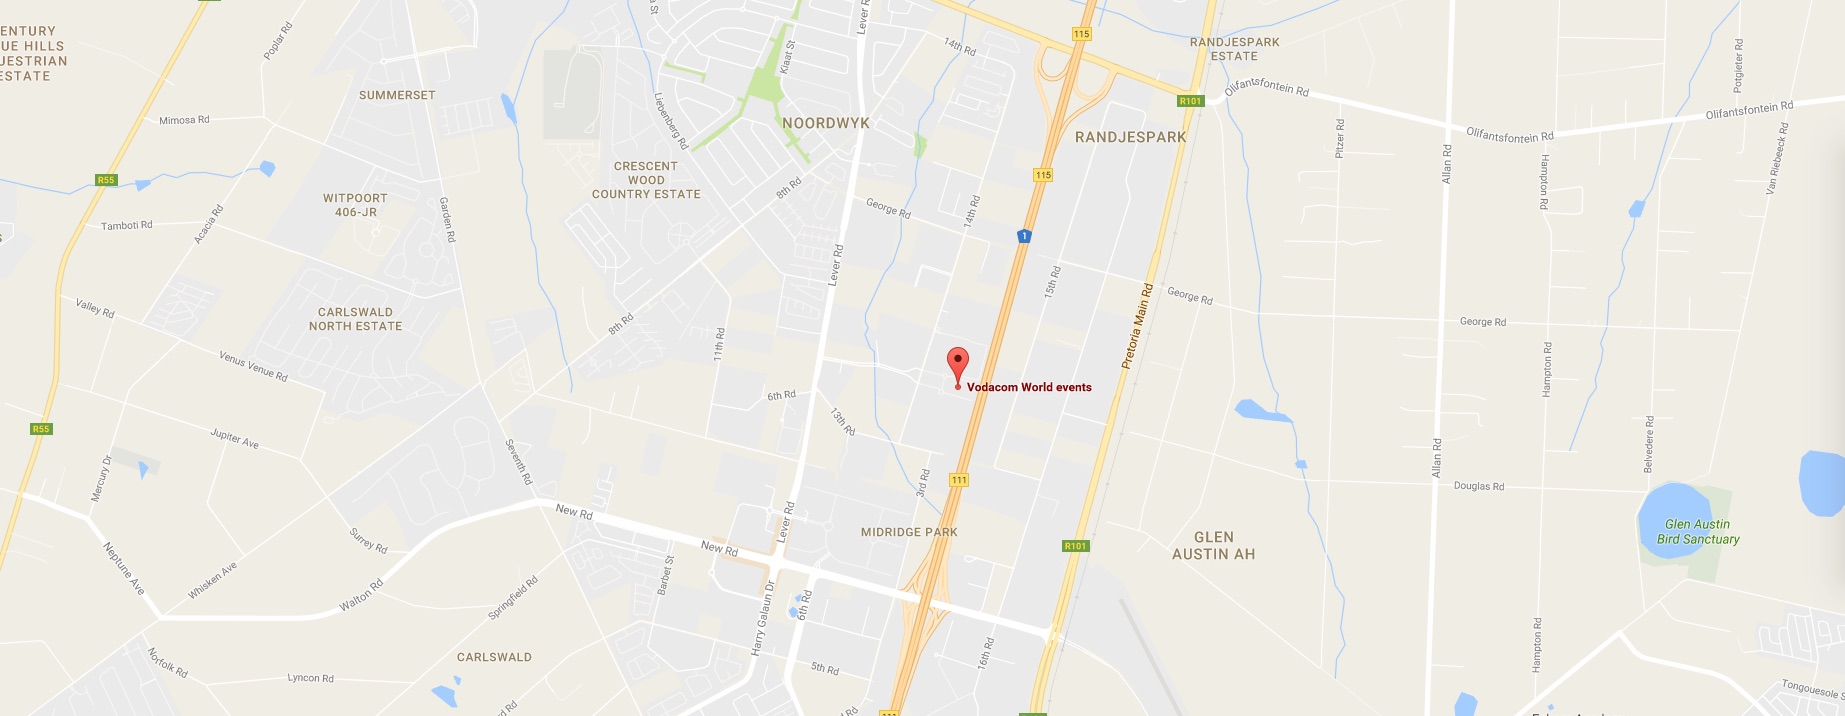 115
Lever R
Poplar Rd
ENTURY
UE HILLS
UESTRIAN
ESTATE
a St
Kiaat St
14th Rd
RANDJESPARK
ESTATE
Potgieter Rd
SUMMERSET
R101
Olifantsfontein Rd
Olifantsfontein Rd
Olifantsfontein Rd
Mimosa Rd
Liebenberg Rd
NOORDWYK
RANDJESPARK
Pitzer Rd
Allan Rd
Hampton Rd
Van Riebeeck Rd
R55
CRESCENT
WOOD
COUNTRY ESTATE
8th Rd
115
WITPOORT
406-JR
Garden Rd
George Rd
14th Rd
Tamboti Rd
Acacia Rd
1
S
Lever Rd
15th Rd
George Rd
Valley Rd
CARLSWALD
NORTH ESTATE
8th Rd
11th Rd
Pretoria Main Rd
George Rd
Venus Venue Rd
Hampton Rd
Vodacom World events
6th Rd
13th Rd
R55
Jupiter Ave
Seventh Rd
Allan Rd
Belvedere Rd
Mercury Dr
3rd Rd
111
Douglas Rd
New Rd
Lever Rd
MIDRIDGE PARK
GLEN
AUSTIN AH
Glen Austin
Bird Sanctuary
Surrey Rd
New Rd
R101
Neptune Ave
Whisken Ave
Walton Rd
Springfield Rd
Barbet St
Harry Galaun Dr
6th Rd
16th Rd
Hampton Rd
CARLSWALD
Norfolk Rd
Lyncon Rd
5th Rd
Tongouesole S
rd Rd
Rd
111